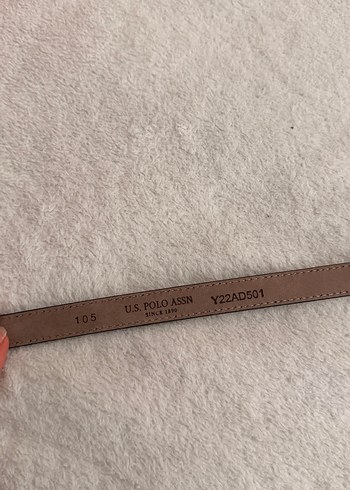 105 U.S. POLO ASSN Y22AD501
SINCE 1890